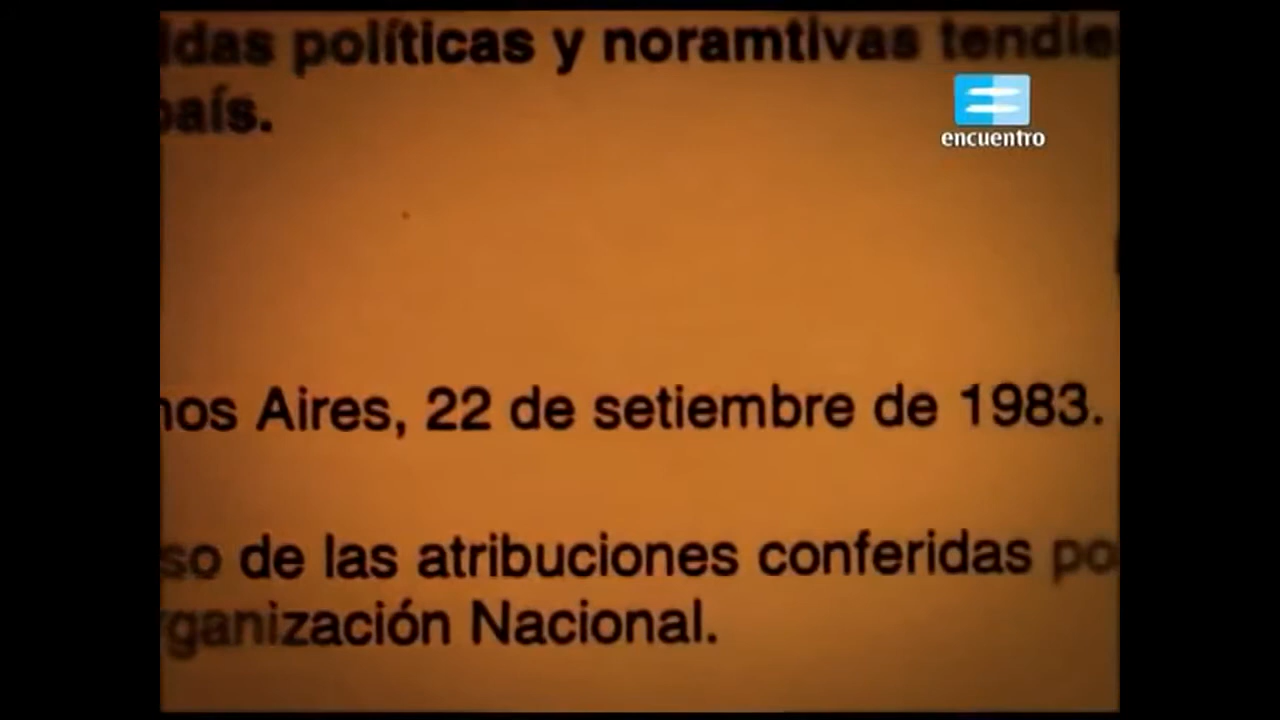 idas políticas y noramtivas tendie
país.
encuentro
nos Aires, 22 de setiembre de 1983.
so de las atribuciones conferidas po
rganización Nacional.